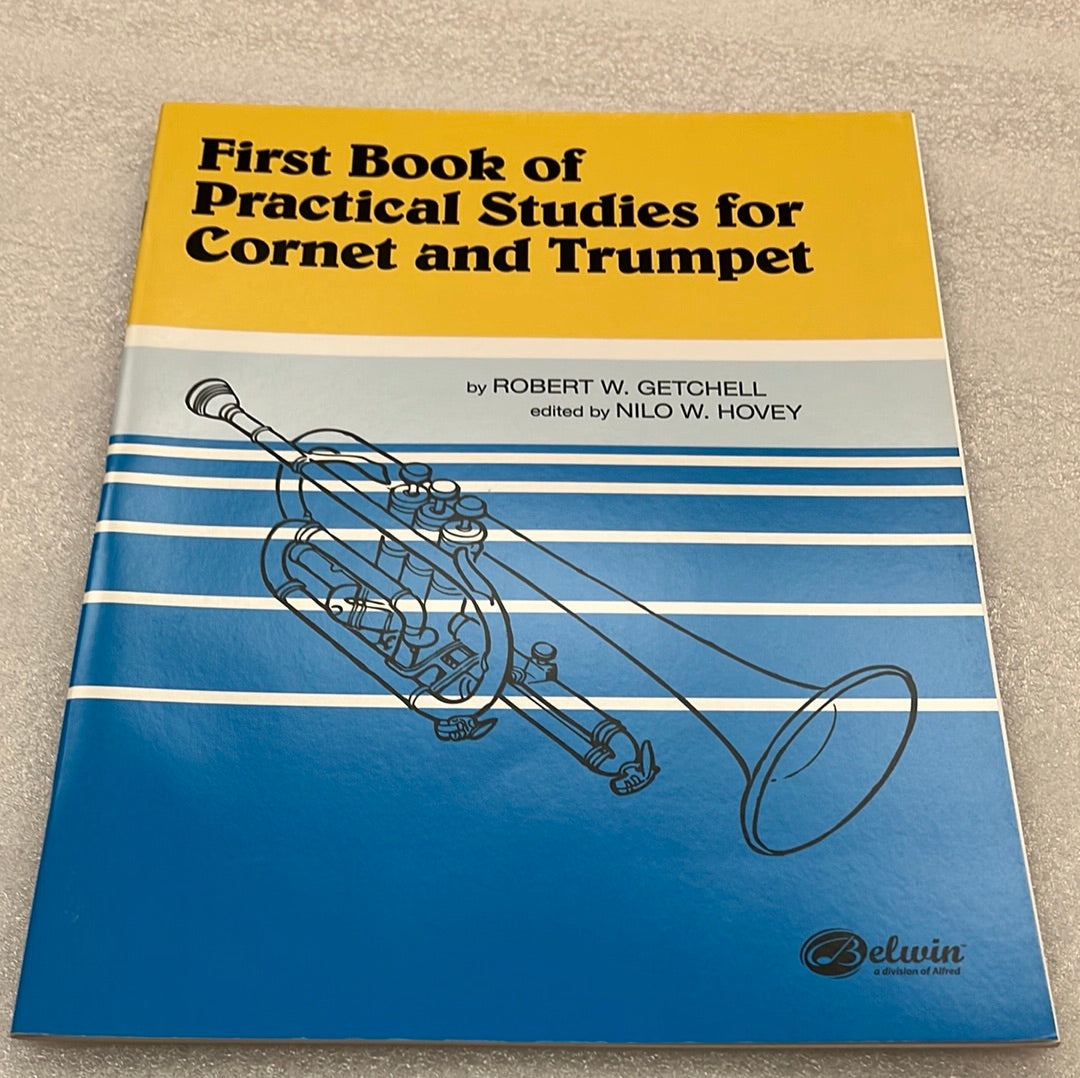 First Book of
Practical Studies for
Cornet and Trumpet
by ROBERT W. GETCHELL
edited by NILO W. HOVEY
Belwin™
a division of Alfred